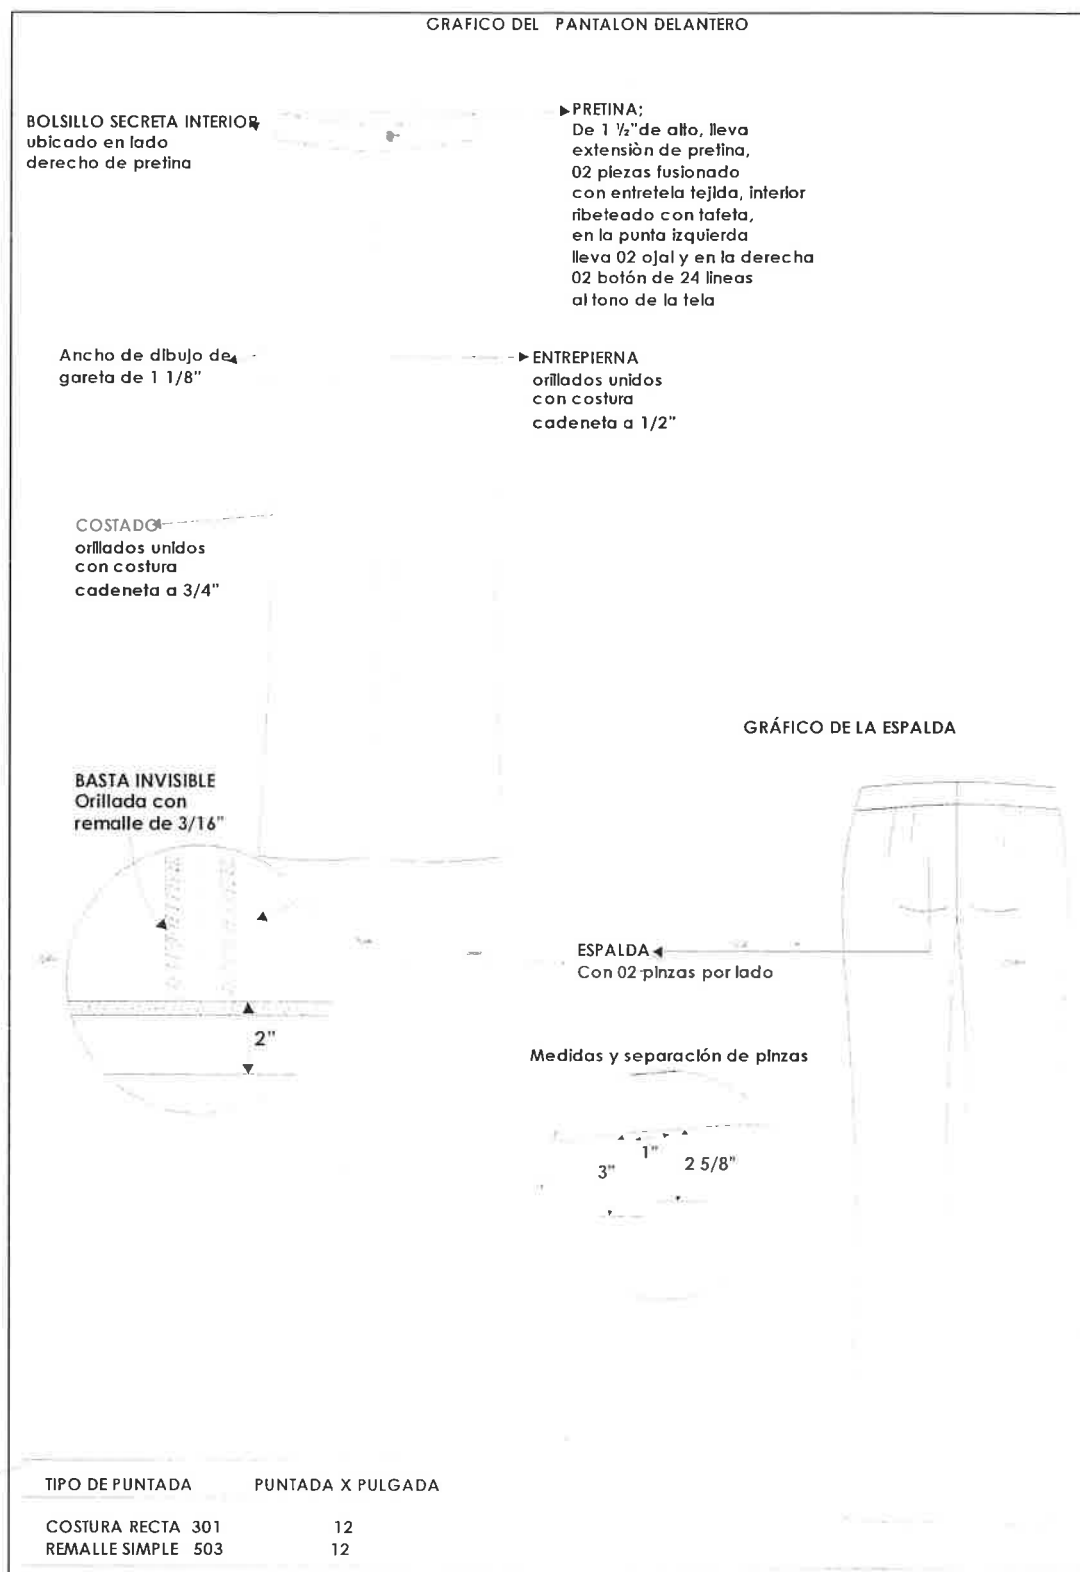 GRAFICO DEL PANTALON DELANTERO
BOLSILLO SECRETA INTERIOR
ubicado en lado
derecho de pretina
PRETINA;
De 1 ½" de alto, lleva
extensiòn de pretina,
02 piezas fusionado
con entretela tejida, interior
ribeteado con tafeta,
en la punta izquierda
lleva 02 ojal y en la derecha
02 botón de 24 lineas
al tono de la tela
Ancho de dibujo de
gareta de 1 1/8"
ENTREPIERNA
orillados unidos
con costura
cadeneta a 1/2"
COSTADO
orillados unidos
con costura
cadeneta a 3/4"
GRÁFICO DE LA ESPALDA
BASTA INVISIBLE
Orillada con
remalle de 3/16"
2"
ESPALDA
Con 02 pinzas por lado
Medidas y separación de pinzas
1"
3"
2 5/8"
TIPO DE PUNTADA PUNTADA X PULGADA
COSTURA RECTA 301 12
REMALLE SIMPLE 503 12